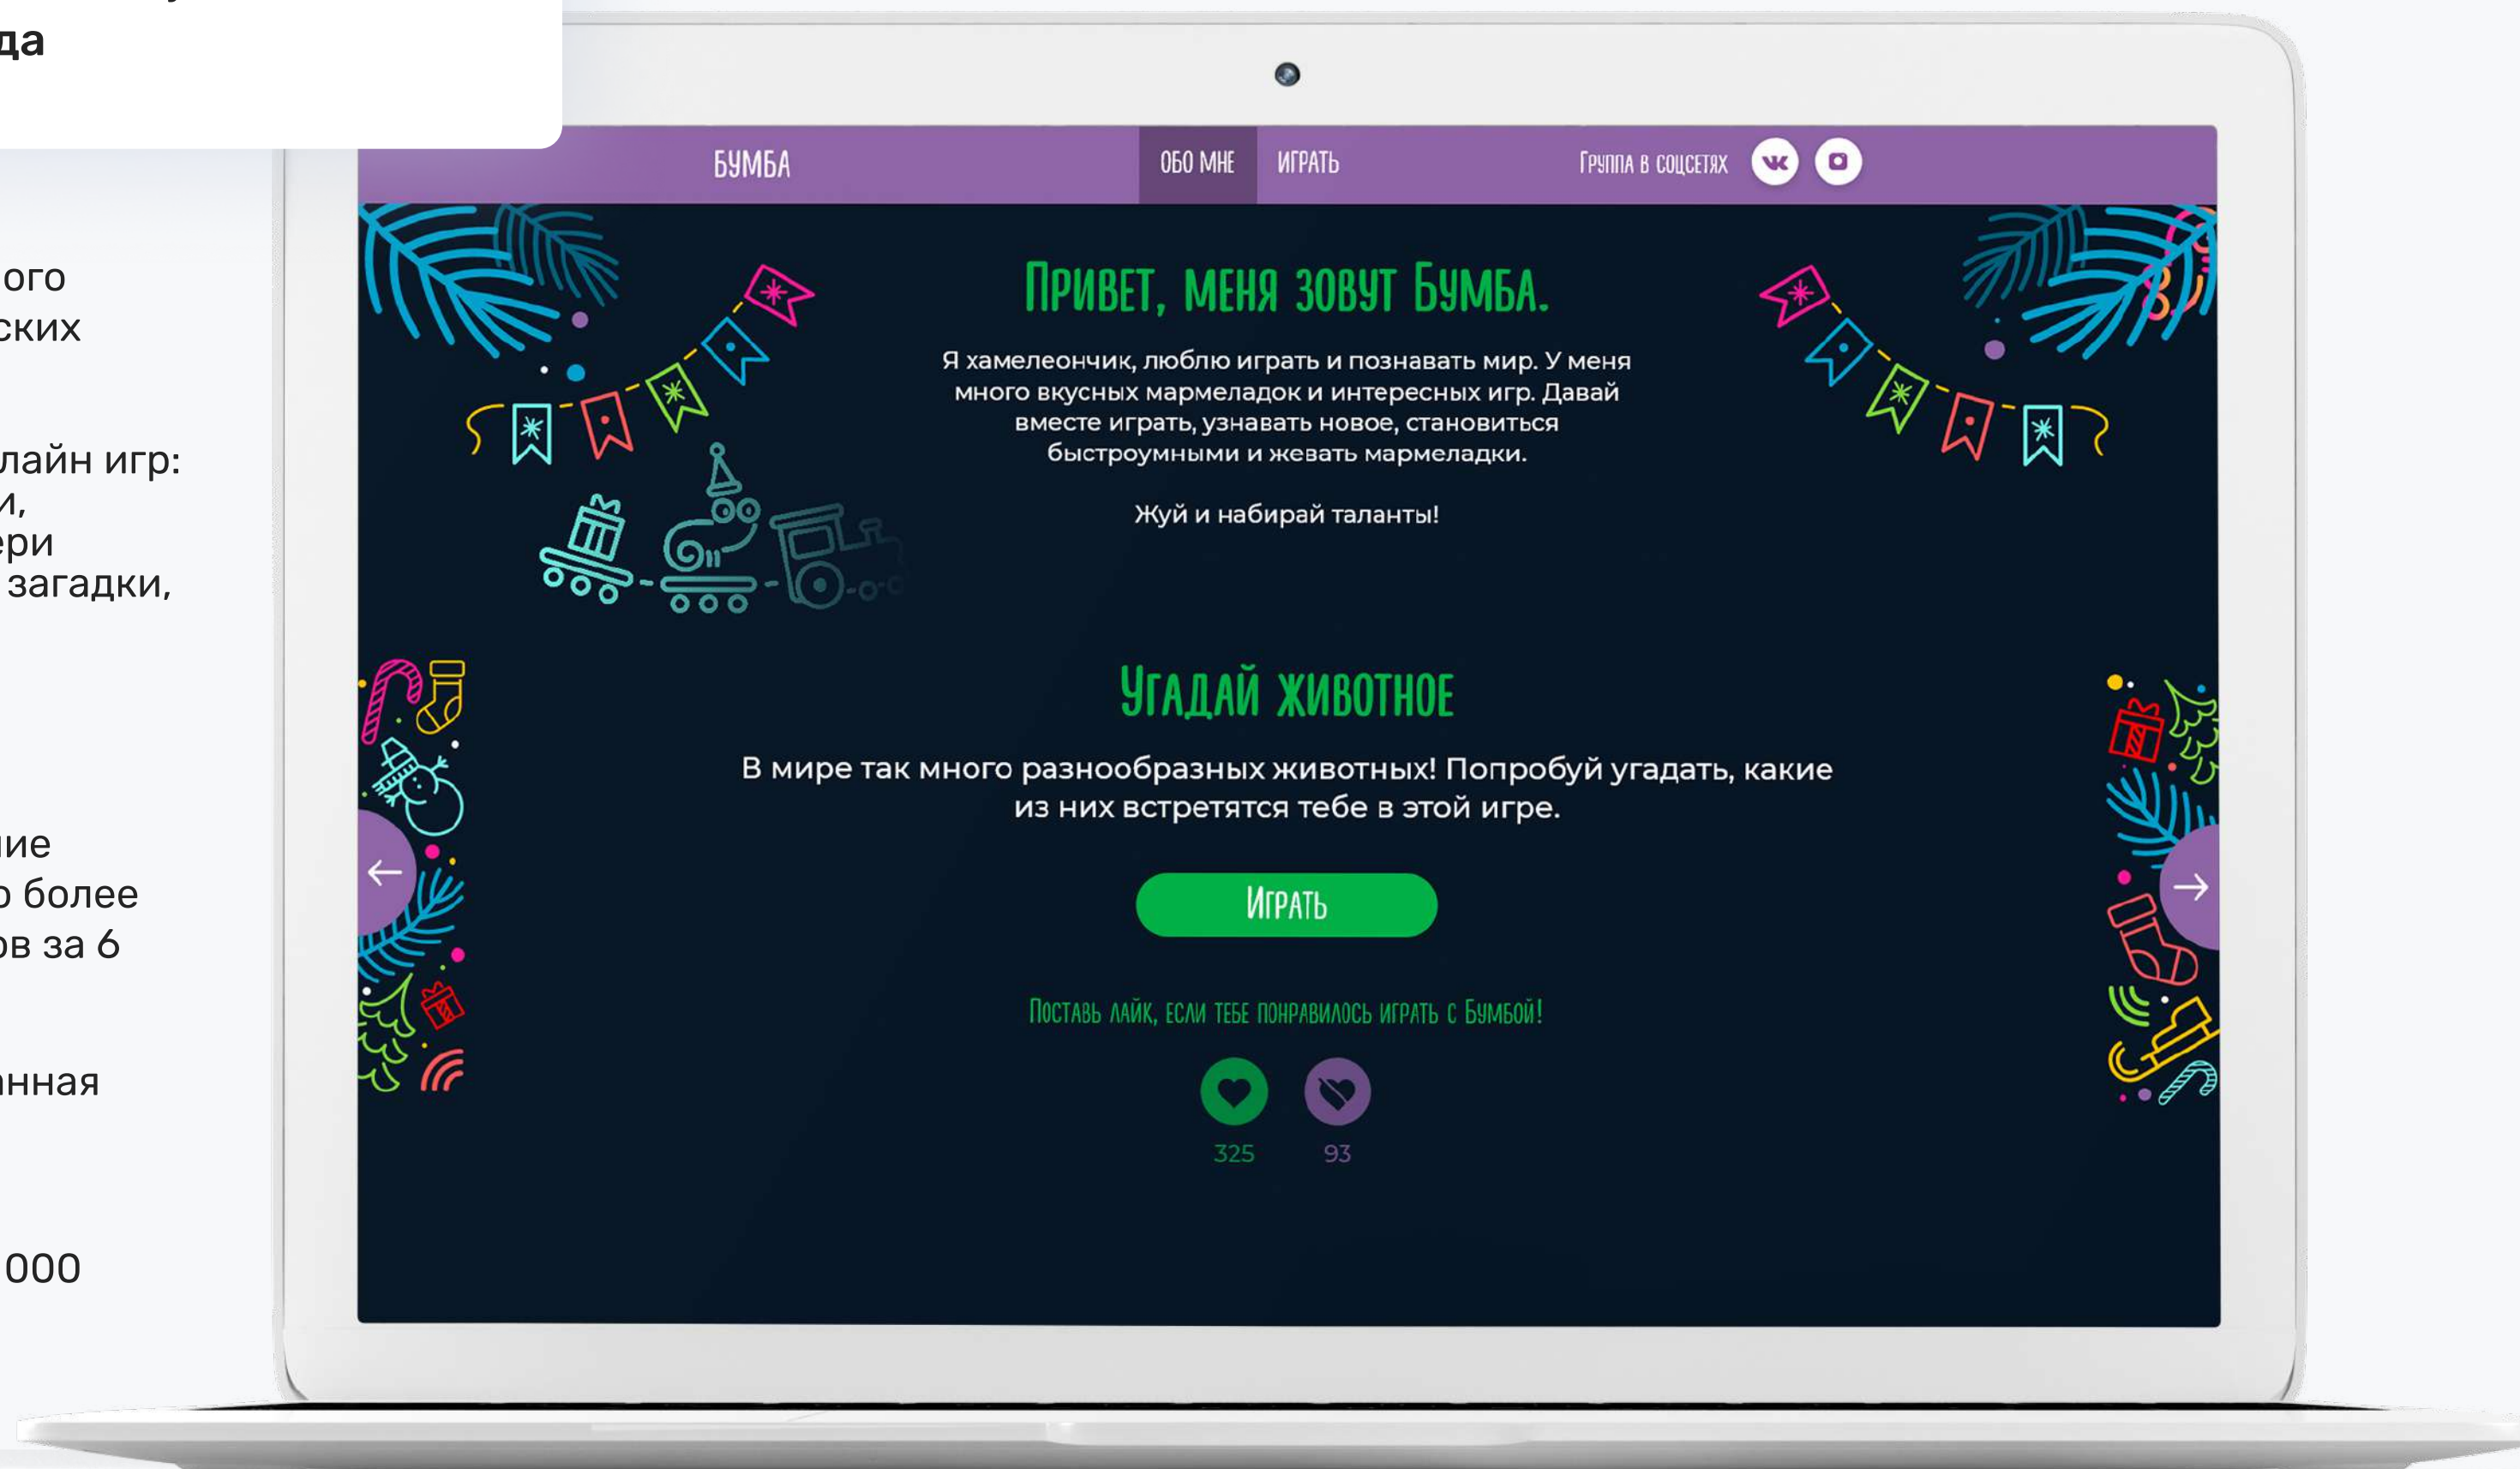 да
ого
ских
лайн игр:
и,
ери
загадки,
ние
о более
ов за 6
анная
000
БУМБА
ОБО МНЕ
ИГРАТЬ
Группа в соцсетях
Привет, меня зовут Бумба.
Я хамелеончик, люблю играть и познавать мир. У меня
много вкусных мармеладок и интересных игр. Давай
вместе играть, узнавать новое, становиться
быстроумными и жевать мармеладки.
Жуй и набирай таланты!
Угадай животное
В мире так много разнообразных животных! Попробуй угадать, какие
из них встретятся тебе в этой игре.
Играть
Поставь лайк, если тебе понравилось играть с Бумбой!
325
93